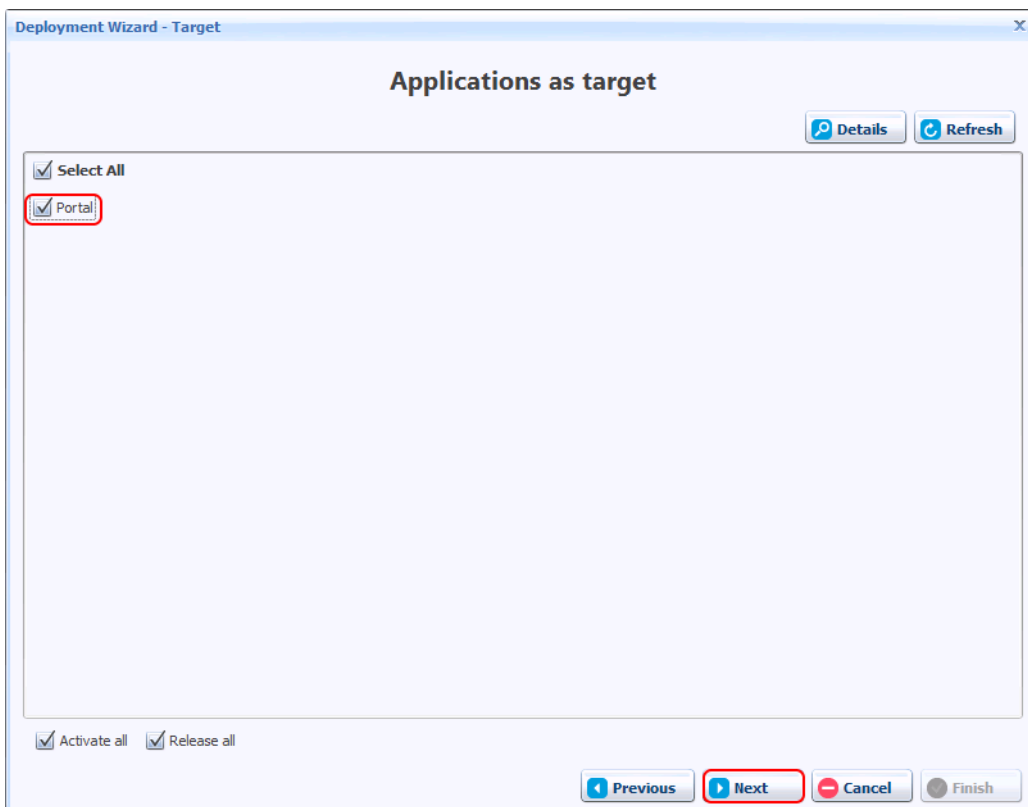 Deployment Wizard - Target x
Applications as target
Details Refresh
Select All
Portal
Activate all Release all
Previous Next Cancel Finish